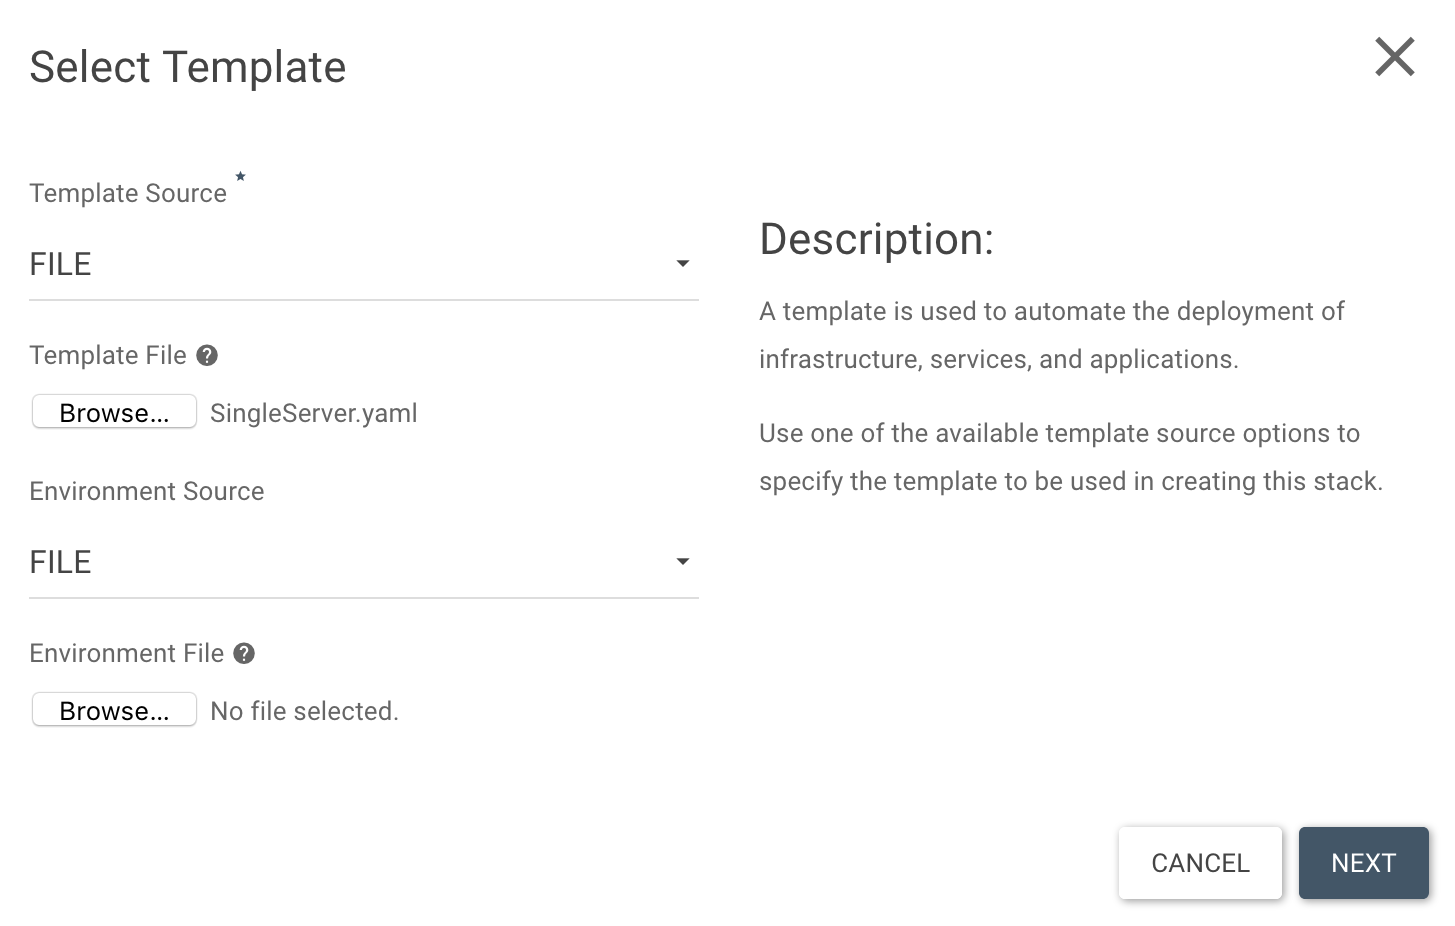 Select Template
Template Source *
FILE
Template File
Browse... SingleServer.yaml
Environment Source
FILE
Environment File
Browse... No file selected.
Description:
A template is used to automate the deployment of
infrastructure, services, and applications.
Use one of the available template source options to
specify the template to be used in creating this stack.
CANCEL
NEXT